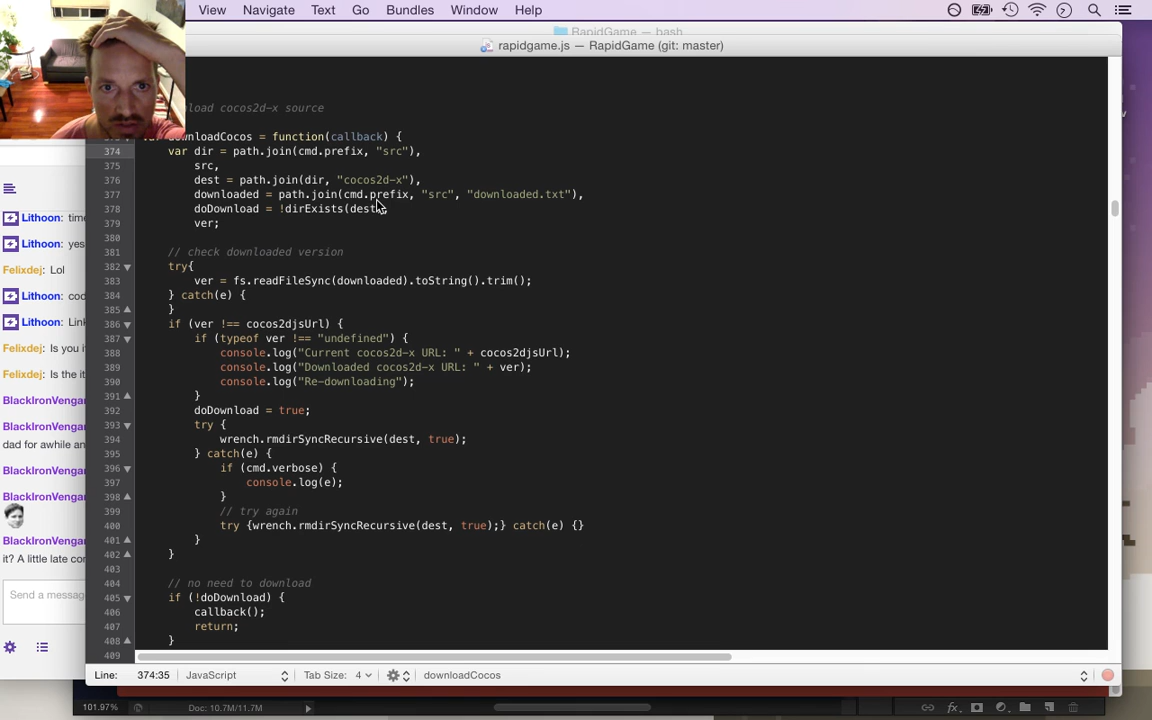 View Navigate Text Go Bundles Window Help
RapidGame — bash
rapidgame.js — RapidGame (git: master)
load cocos2d-x source
downloadCocos = function(callback) {
374 var dir = path.join(cmd.prefix, "src"),
375 src,
376 dest = path.join(dir, "cocos2d-x"),
377 downloaded = path.join(cmd.prefix, "src", "downloaded.txt"),
378 doDownload = !dirExists(dest
379 ver;
380
381 // check downloaded version
382 try{
383 ver = fs.readFileSync(downloaded).toString().trim();
384 } catch(e) {
385 }
386 if (ver !== cocos2djsUrl) {
387 if (typeof ver !== "undefined") {
388 console.log("Current cocos2d-x URL: " + cocos2djsUrl);
389 console.log("Downloaded cocos2d-x URL: " + ver);
390 console.log("Re-downloading");
391 }
392 doDownload = true;
393 try {
394 wrench.rmdirSyncRecursive(dest, true);
395 } catch(e) {
396 if (cmd.verbose) {
397 console.log(e);
398 }
399 // try again
400 try {wrench.rmdirSyncRecursive(dest, true);} catch(e) {}
401 }
402 }
403
404 // no need to download
405 if (!doDownload) {
406 callback();
407 return;
408 }
409
Lithoon: time
Lithoon: yes
Felixdej: Lol
Lithoon: cod
Lithoon: Link
Felixdej: Is you i
Felixdej: Is the it
BlackIronVenga
BlackIronVenga
dad for awhile an
BlackIronVenga
BlackIronVenga
BlackIronVenga
it? A little late co
Send a message
Line: 374:35 JavaScript Tab Size: 4 downloadCocos
101.97% Doc: 10.7M/11.7M